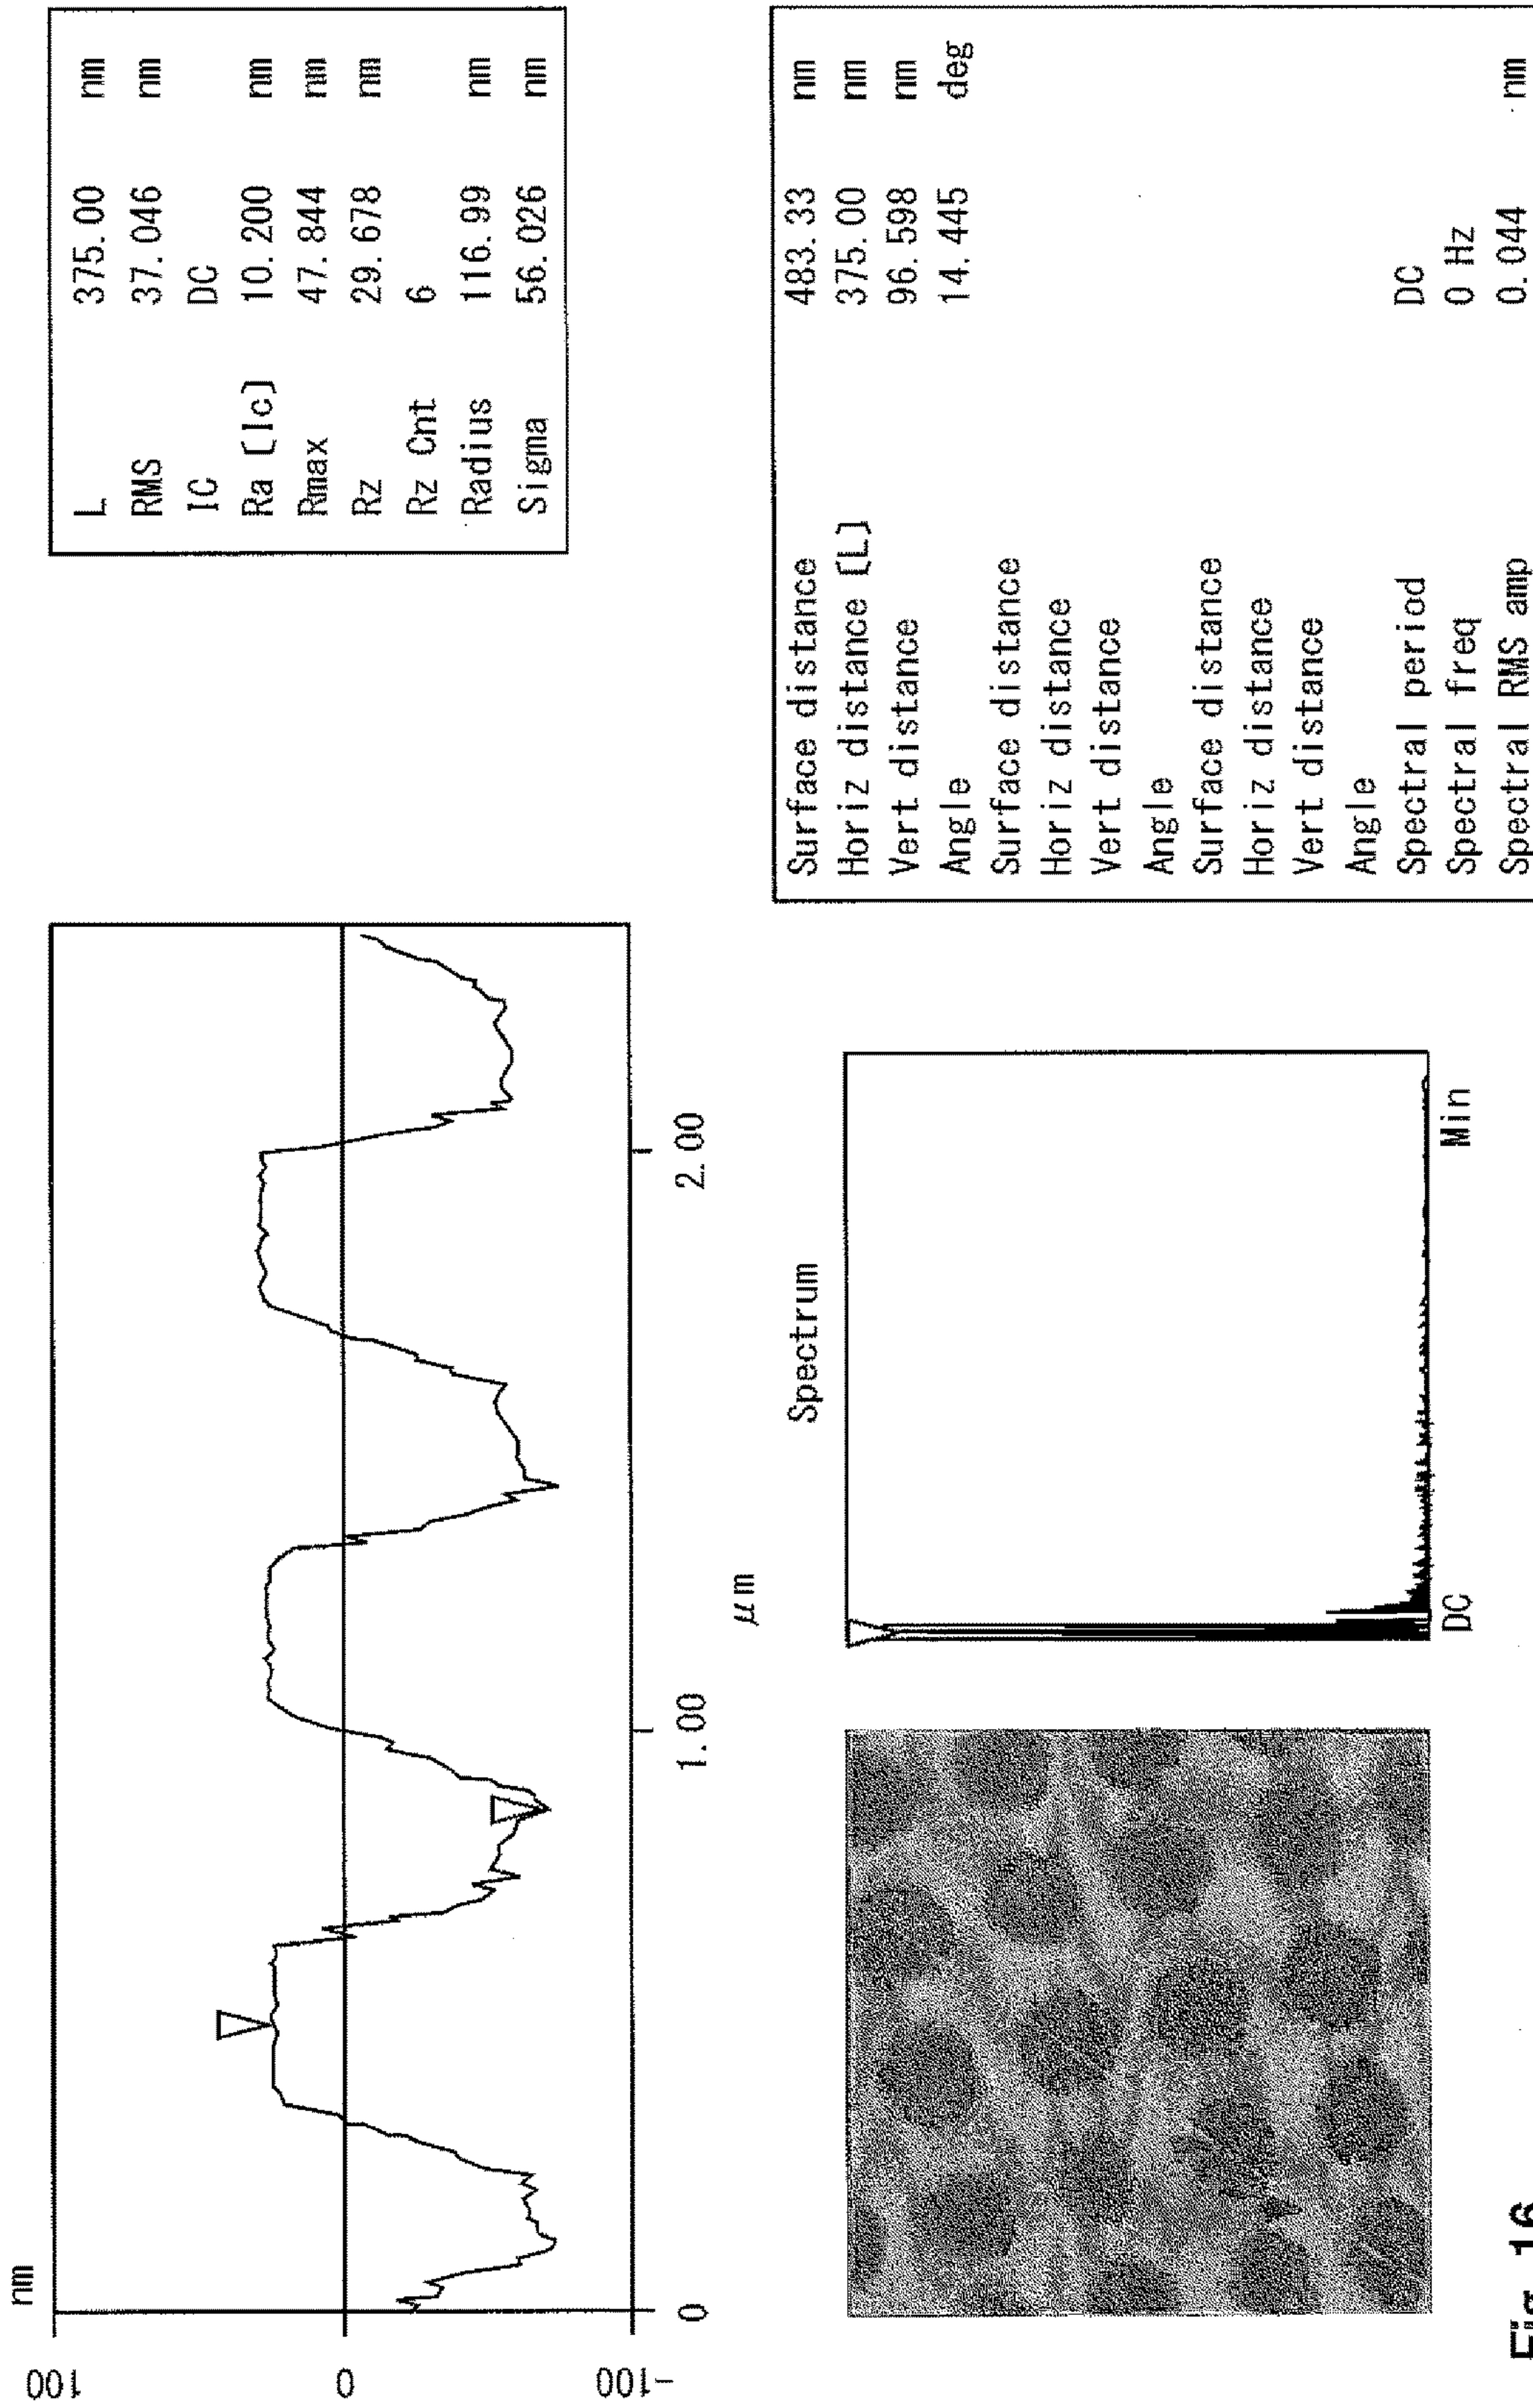 nm
100
0
-100
0
1.00
2.00
μm
L 375.00 nm
RMS 37.046 nm
IC DC
Ra (Ic) 10.200 nm
Rmax 47.844 nm
Rz 29.678 nm
Rz Cnt 6
Radius 116.99 nm
Sigma 56.026 nm
Spectrum
DC
Min
Surface distance 483.33 nm
Horiz distance (L) 375.00 nm
Vert distance 96.598 nm
Angle 14.445 deg
Surface distance
Horiz distance
Vert distance
Angle
Surface distance
Horiz distance
Vert distance
Angle
Spectral period DC
Spectral freq 0 Hz
Spectral RMS amp 0.044 nm
Fig. 16